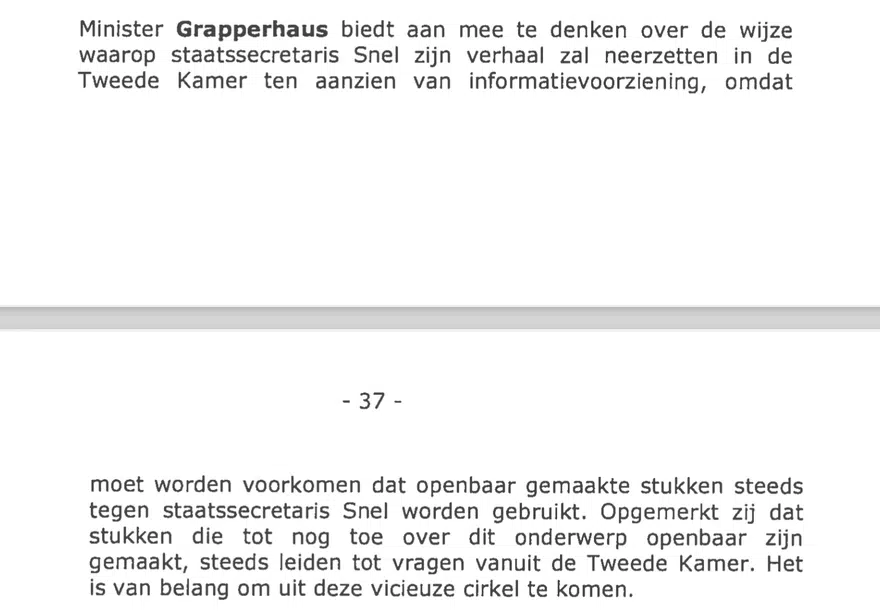 Minister Grapperhaus biedt aan mee te denken over de wijze
waarop staatssecretaris Snel zijn verhaal zal neerzetten in de
Tweede Kamer ten aanzien van informatievoorziening, omdat
- 37 -
moet worden voorkomen dat openbaar gemaakte stukken steeds
tegen staatssecretaris Snel worden gebruikt. Opgemerkt zij dat
stukken die tot nog toe over dit onderwerp openbaar zijn
gemaakt, steeds leiden tot vragen vanuit de Tweede Kamer. Het
is van belang om uit deze vicieuze cirkel te komen.